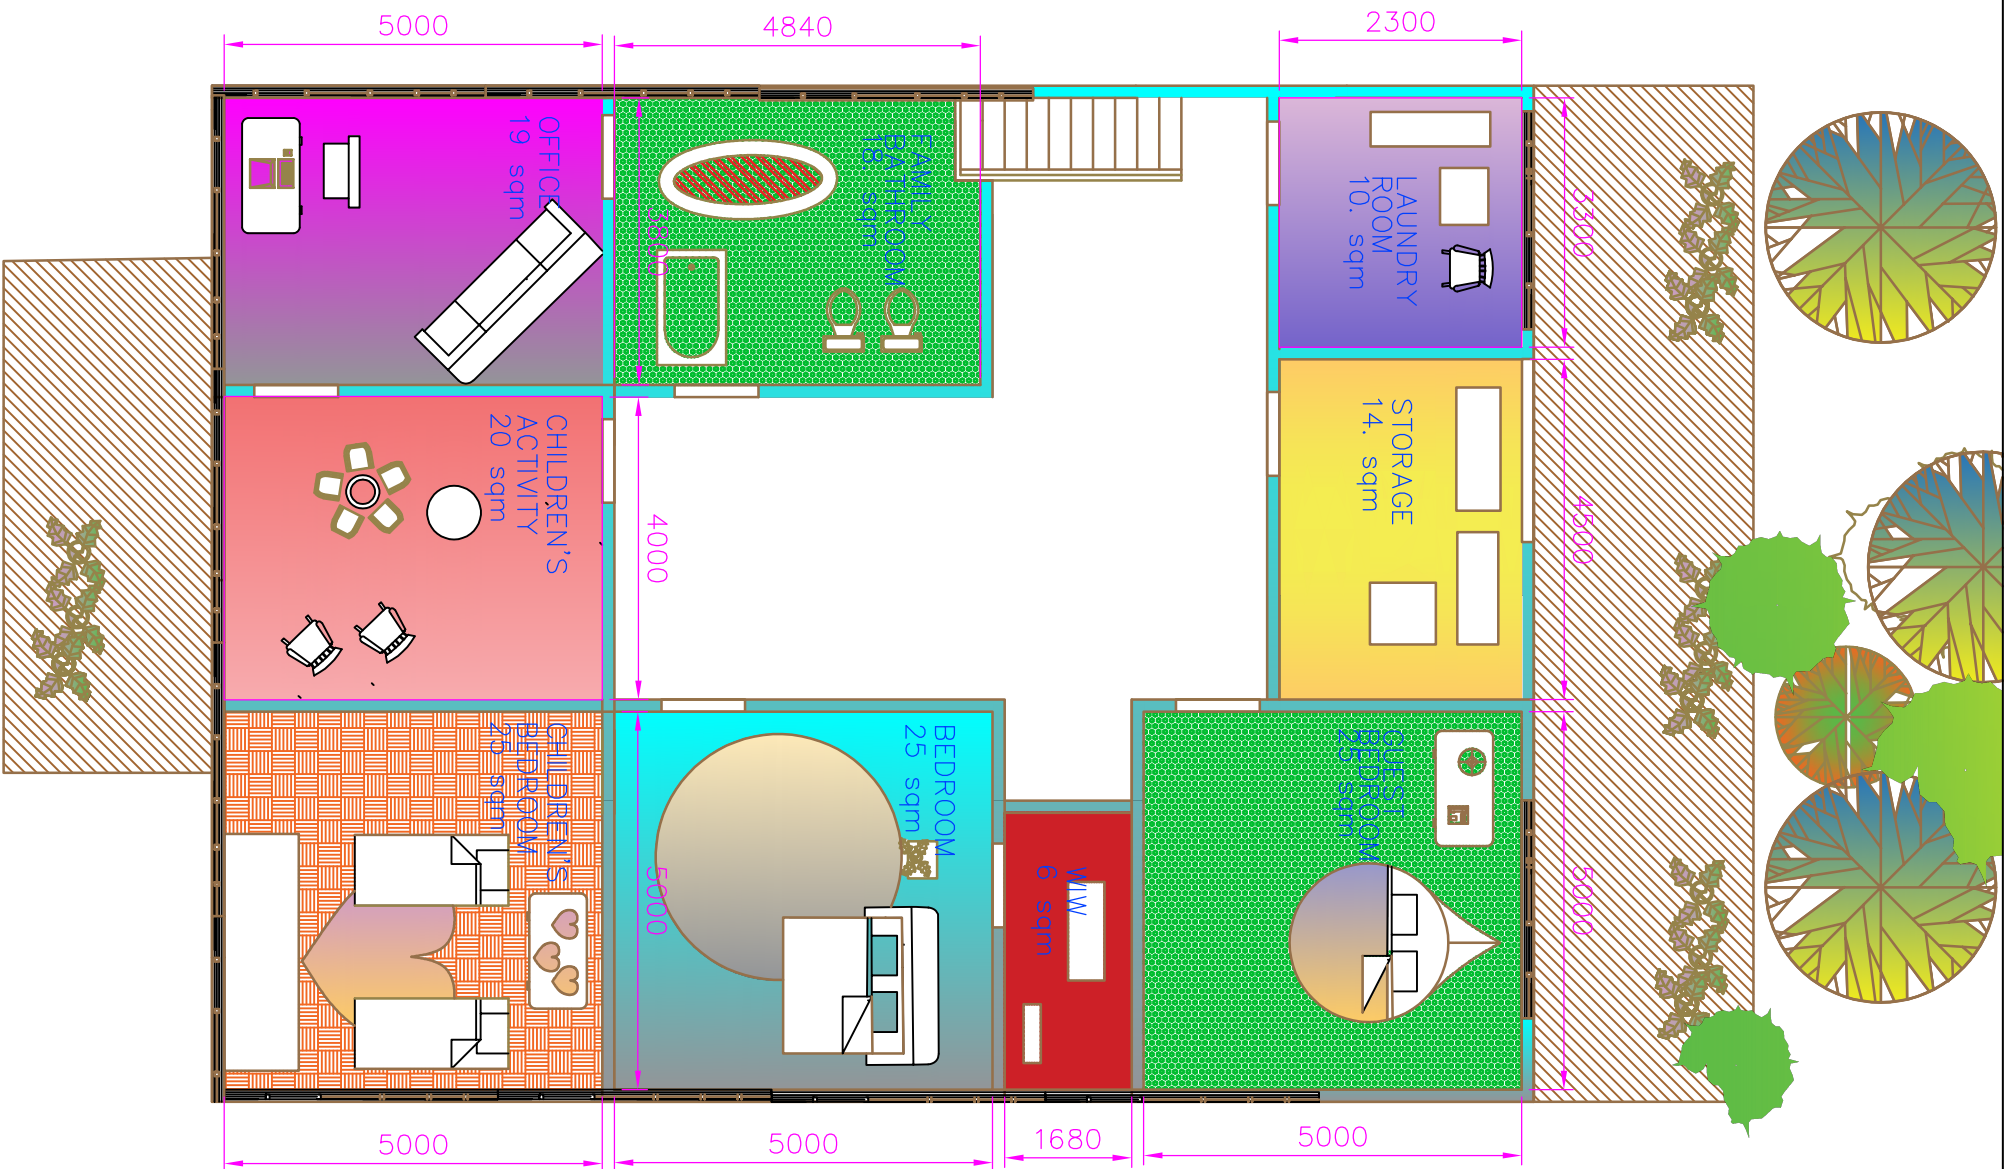 5000
4840
2300
OFFICE
19 sqm
FAMILY
BATHROOM
18. sqm
3800
LAUNDRY
ROOM
10. sqm
3300
CHILDREN'S
ACTIVITY
20 sqm
4000
STORAGE
14. sqm
4500
CHILDREN'S
BEDROOM
25 sqm
BEDROOM
25 sqm
5000
WIW
6 sqm
GUEST
BEDROOM
25 sqm
5000
5000
5000
1680
5000